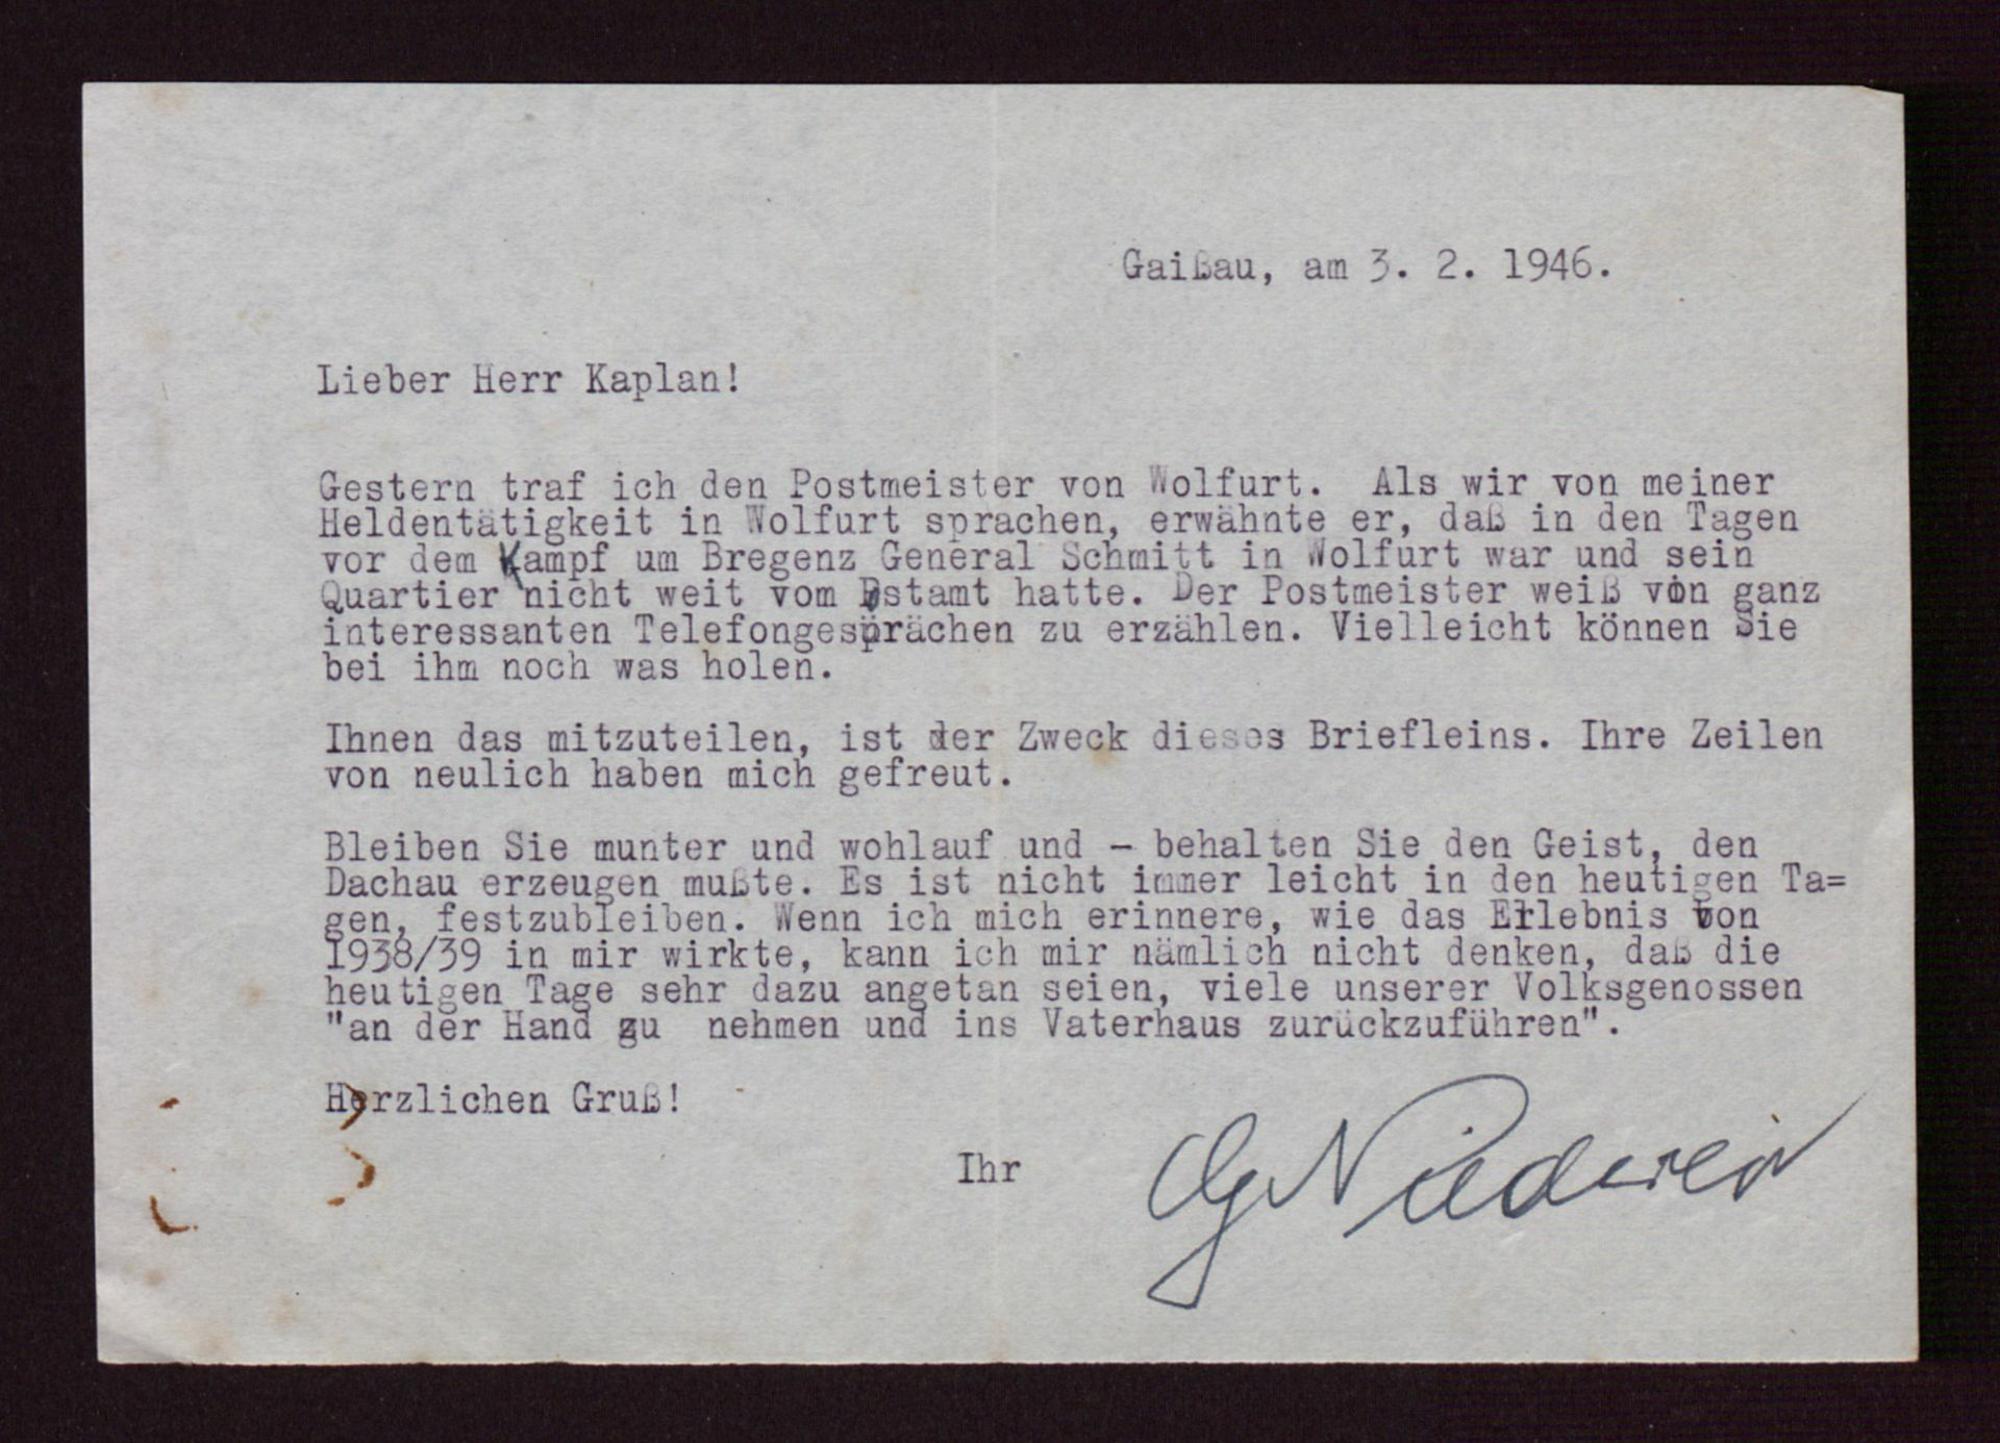 Gaißau, am 3. 2. 1946.
Lieber Herr Kaplan!
Gestern traf ich den Postmeister von Wolfurt. Als wir von meiner
Heldentätigkeit in Wolfurt sprachen, erwähnte er, daß in den Tagen
vor dem Kampf um Bregenz General Schmitt in Wolfurt war und sein
Quartier nicht weit vom Pstamt hatte. Der Postmeister weiß von ganz
interessanten Telefongesprächen zu erzählen. Vielleicht können Sie
bei ihm noch was holen.
Ihnen das mitzuteilen, ist der Zweck dieses Briefleins. Ihre Zeilen
von neulich haben mich gefreut.
Bleiben Sie munter und wohlauf und - behalten Sie den Geist, den
Dachau erzeugen mußte. Es ist nicht immer leicht in den heutigen Ta=
gen, festzubleiben. Wenn ich mich erinnere, wie das Erlebnis von
1938/39 in mir wirkte, kann ich mir nämlich nicht denken, daß die
heutigen Tage sehr dazu angetan seien, viele unserer Volksgenossen
"an der Hand zu nehmen und ins Vaterhaus zurückzuführen".
Herzlichen Gruß!
Ihr